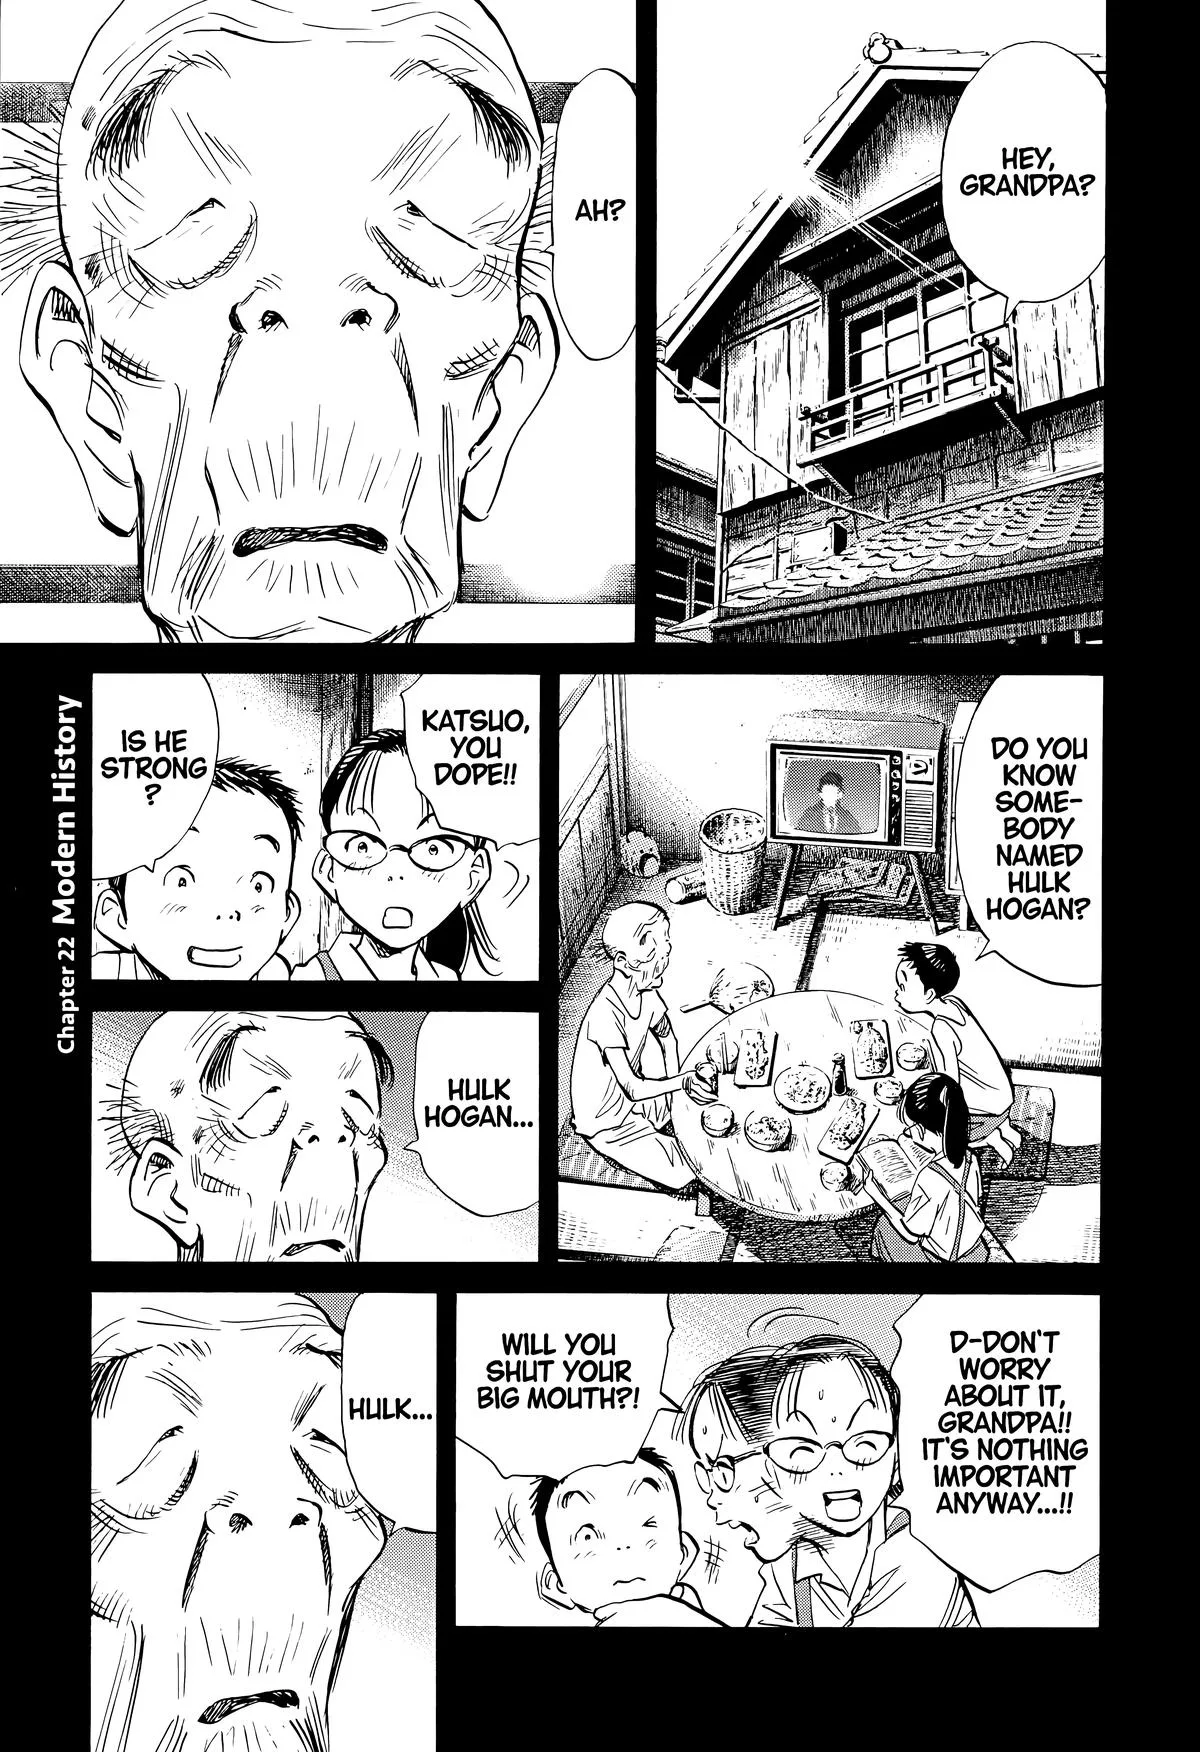 HEY,
GRANDPA?
AH?
DO YOU
KNOW
SOME-
BODY
NAMED
HULK
HOGAN?
KATSUO,
YOU
DOPE!!
IS HE
STRONG
?
HULK
HOGAN...
D-DON'T
WORRY
ABOUT IT,
GRANDPA!!
IT'S NOTHING
IMPORTANT
ANYWAY...!!
WILL YOU
SHUT YOUR
BIG MOUTH?!
HULK...
Chapter 22 Modern History